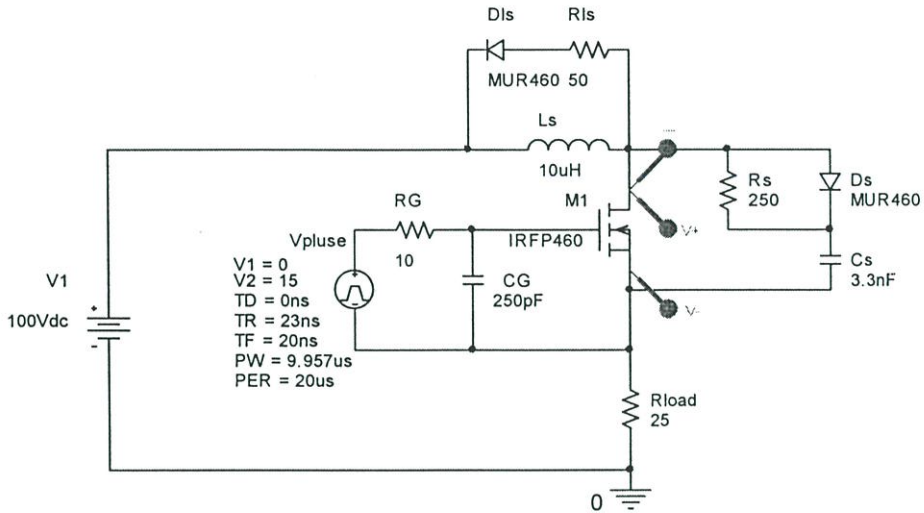 Dls
Rls
MUR460 50
Ls
10uH
M1
IRFP460
Rs
250
Ds
MUR460
Cs
3.3nF
RG
10
Vpluse
V1 = 0
V2 = 15
TD = 0ns
TR = 23ns
TF = 20ns
PW = 9.957us
PER = 20us
CG
250pF
V1
100Vdc
V+
V-
Rload
25
0